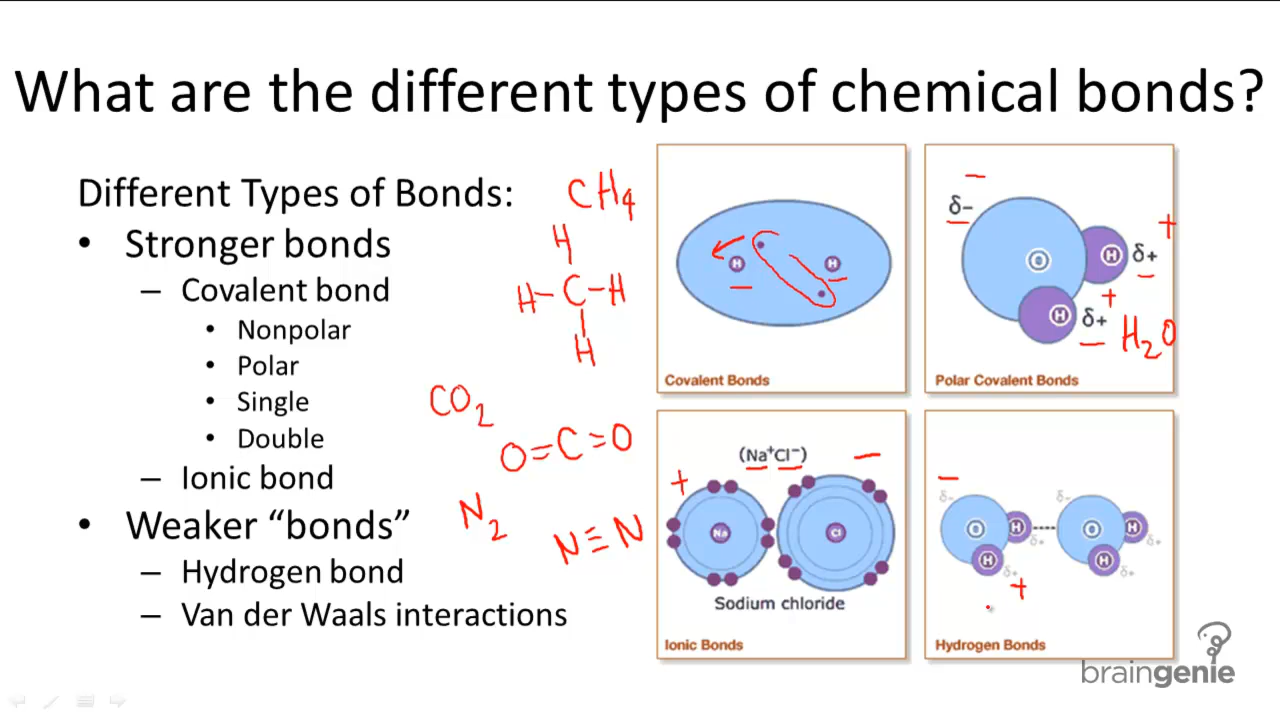 What are the different types of chemical bonds?
Different Types of Bonds:
• Stronger bonds
– Covalent bond
• Nonpolar
• Polar
• Single
• Double
– Ionic bond
• Weaker “bonds”
– Hydrogen bond
– Van der Waals interactions
CH4
H
H–C–H
H
CO2
O=C=O
N2
N≡N
H H
Covalent Bonds
−
δ−
+
O H δ+
+
H δ+
H2O
Polar Covalent Bonds
(Na⁺Cl⁻)
+ −
Na Cl
Sodium chloride
Ionic Bonds
−
δ− δ−
O H O H
δ+ δ+
H H
δ+ δ+
+
Hydrogen Bonds
braingenie